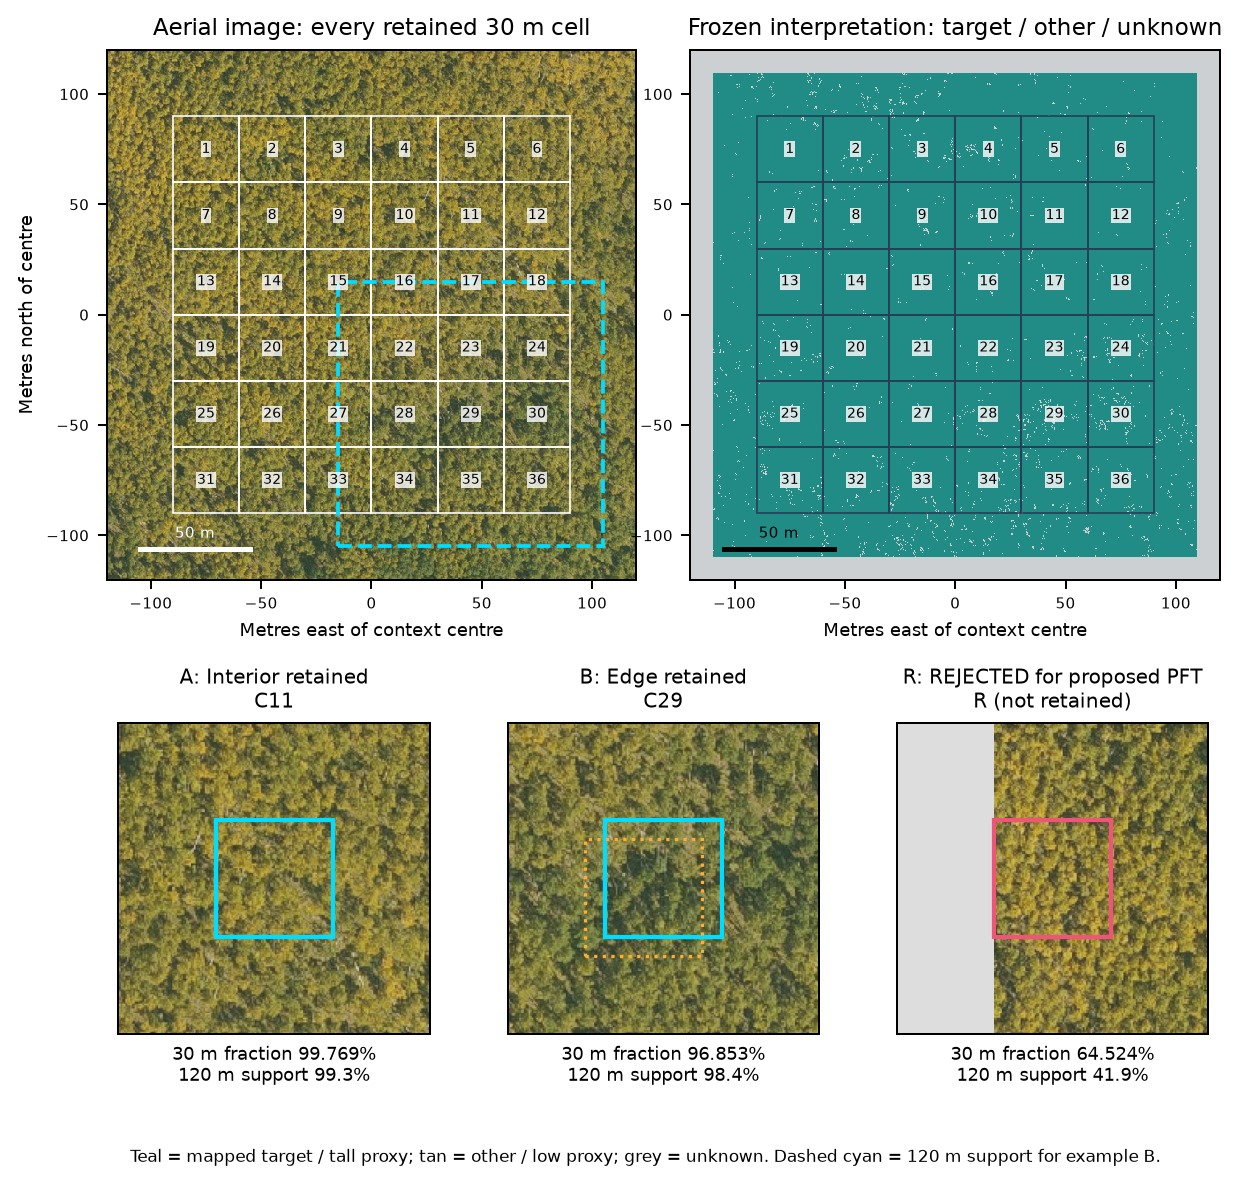 Aerial image: every retained 30 m cell
Frozen interpretation: target / other / unknown
Metres north of centre
100
50
0
−50
−100
1 2 3 4 5 6
7 8 9 10 11 12
13 14 15 16 17 18
19 20 21 22 23 24
25 26 27 28 29 30
31 32 33 34 35 36
50 m
−100 −50 0 50 100
Metres east of context centre
100
50
0
−50
−100
1 2 3 4 5 6
7 8 9 10 11 12
13 14 15 16 17 18
19 20 21 22 23 24
25 26 27 28 29 30
31 32 33 34 35 36
50 m
−100 −50 0 50 100
Metres east of context centre
A: Interior retained
C11
30 m fraction 99.769%
120 m support 99.3%
B: Edge retained
C29
30 m fraction 96.853%
120 m support 98.4%
R: REJECTED for proposed PFT
R (not retained)
30 m fraction 64.524%
120 m support 41.9%
Teal = mapped target / tall proxy; tan = other / low proxy; grey = unknown. Dashed cyan = 120 m support for example B.